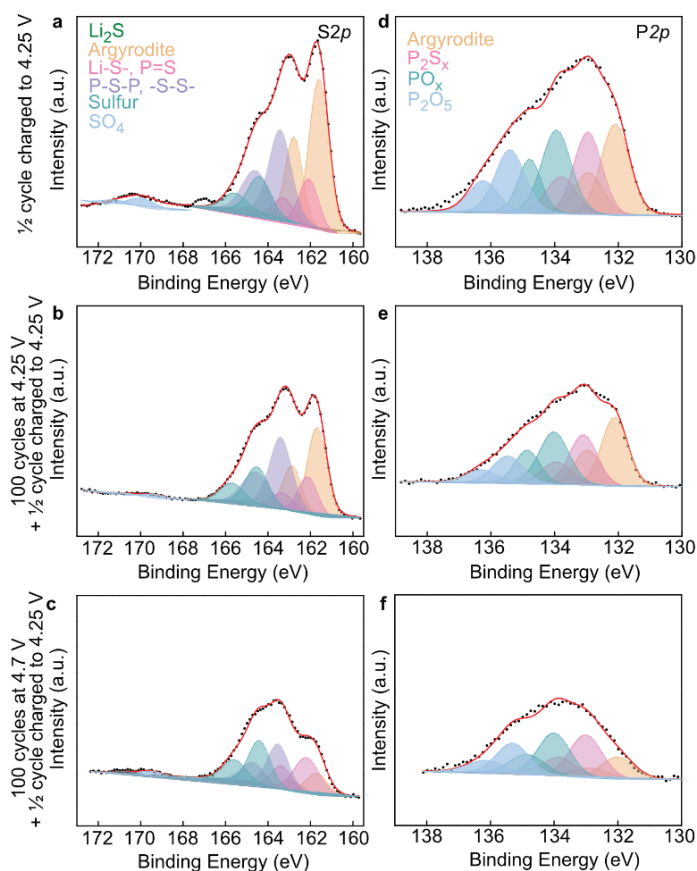 a
S2p
Li2S
Argyrodite
Li-S-, P=S
P-S-P, -S-S-
Sulfur
SO4
½ cycle charged to 4.25 V
Intensity (a.u.)
172 170 168 166 164 162 160
Binding Energy (eV)
d
P2p
Argyrodite
P2Sx
POx
P2O5
Intensity (a.u.)
138 136 134 132 130
Binding Energy (eV)
b
100 cycles at 4.25 V
+ ½ cycle charged to 4.25 V
Intensity (a.u.)
172 170 168 166 164 162 160
Binding Energy (eV)
e
Intensity (a.u.)
138 136 134 132 130
Binding Energy (eV)
c
100 cycles at 4.7 V
+ ½ cycle charged to 4.25 V
Intensity (a.u.)
172 170 168 166 164 162 160
Binding Energy (eV)
f
Intensity (a.u.)
138 136 134 132 130
Binding Energy (eV)